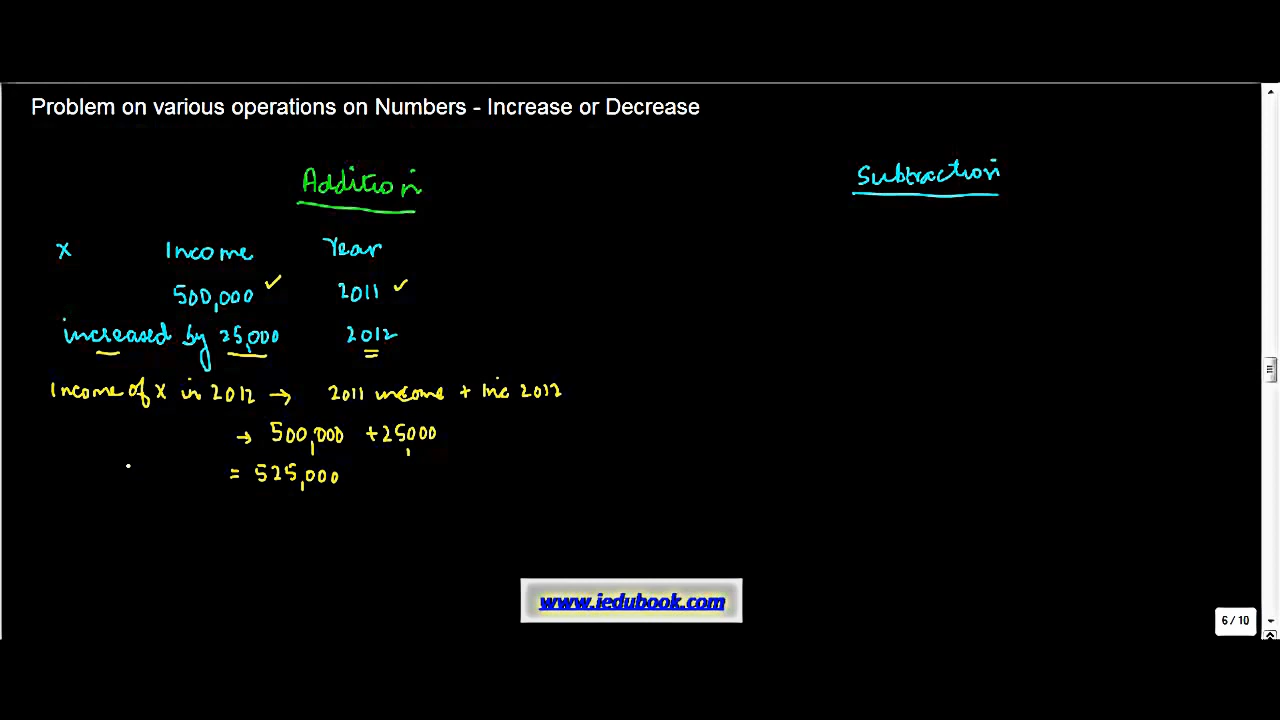 Problem on various operations on Numbers - Increase or Decrease
Addition
Subtraction
X Income Year
500,000 ✓ 2011 ✓
increased by 25,000 2012
Income of X in 2012 → 2011 income + Inc 2012
→ 500,000 + 25,000
= 525,000
www.iedubook.com
6 / 10